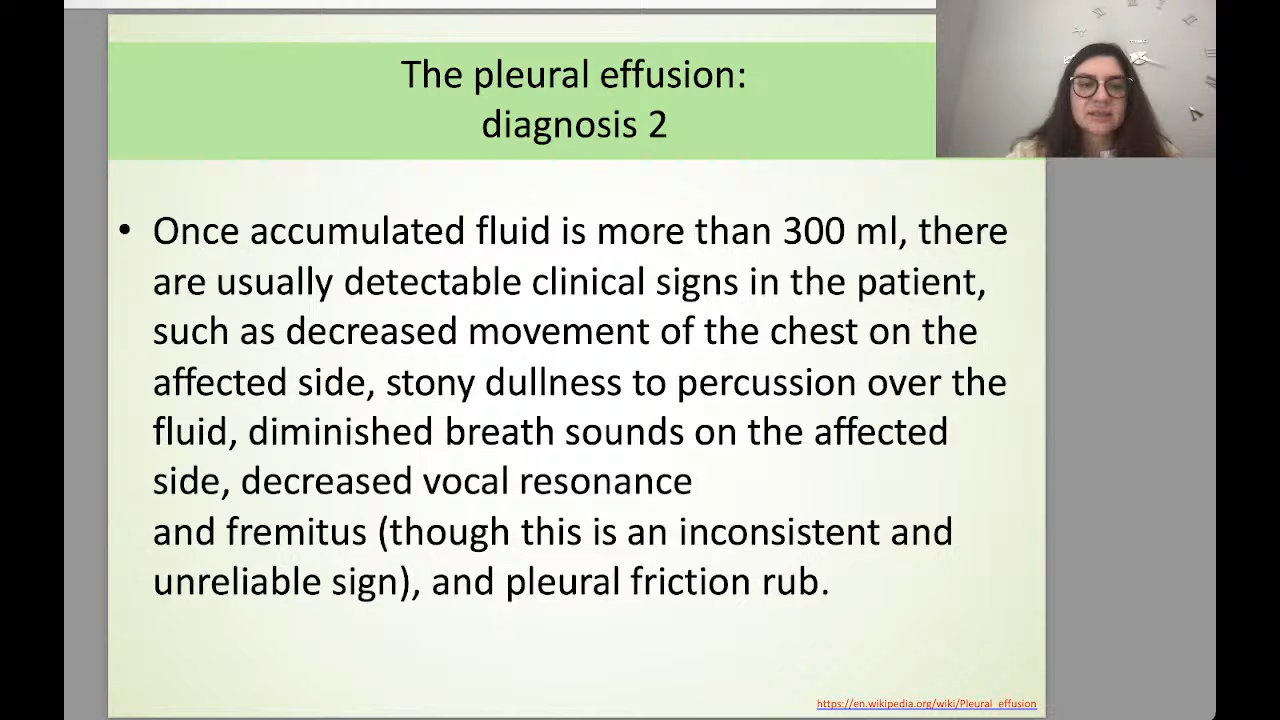 The pleural effusion:
diagnosis 2
• Once accumulated fluid is more than 300 ml, there
are usually detectable clinical signs in the patient,
such as decreased movement of the chest on the
affected side, stony dullness to percussion over the
fluid, diminished breath sounds on the affected
side, decreased vocal resonance
and fremitus (though this is an inconsistent and
unreliable sign), and pleural friction rub.
https://en.wikipedia.org/wiki/Pleural_effusion